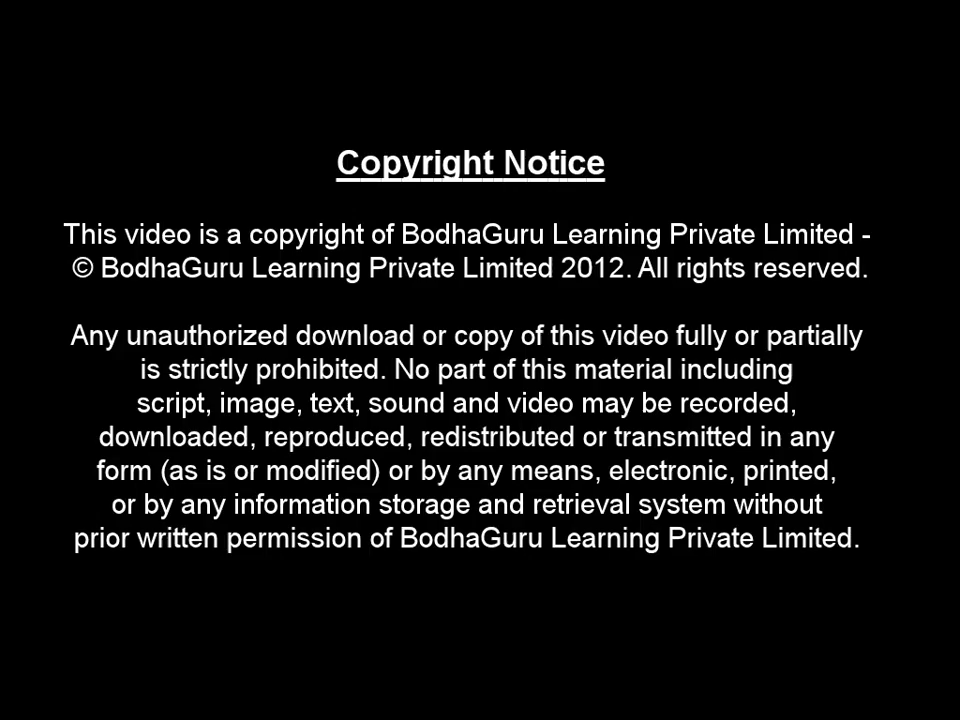 Copyright Notice
This video is a copyright of BodhaGuru Learning Private Limited -
© BodhaGuru Learning Private Limited 2012. All rights reserved.
Any unauthorized download or copy of this video fully or partially
is strictly prohibited. No part of this material including
script, image, text, sound and video may be recorded,
downloaded, reproduced, redistributed or transmitted in any
form (as is or modified) or by any means, electronic, printed,
or by any information storage and retrieval system without
prior written permission of BodhaGuru Learning Private Limited.